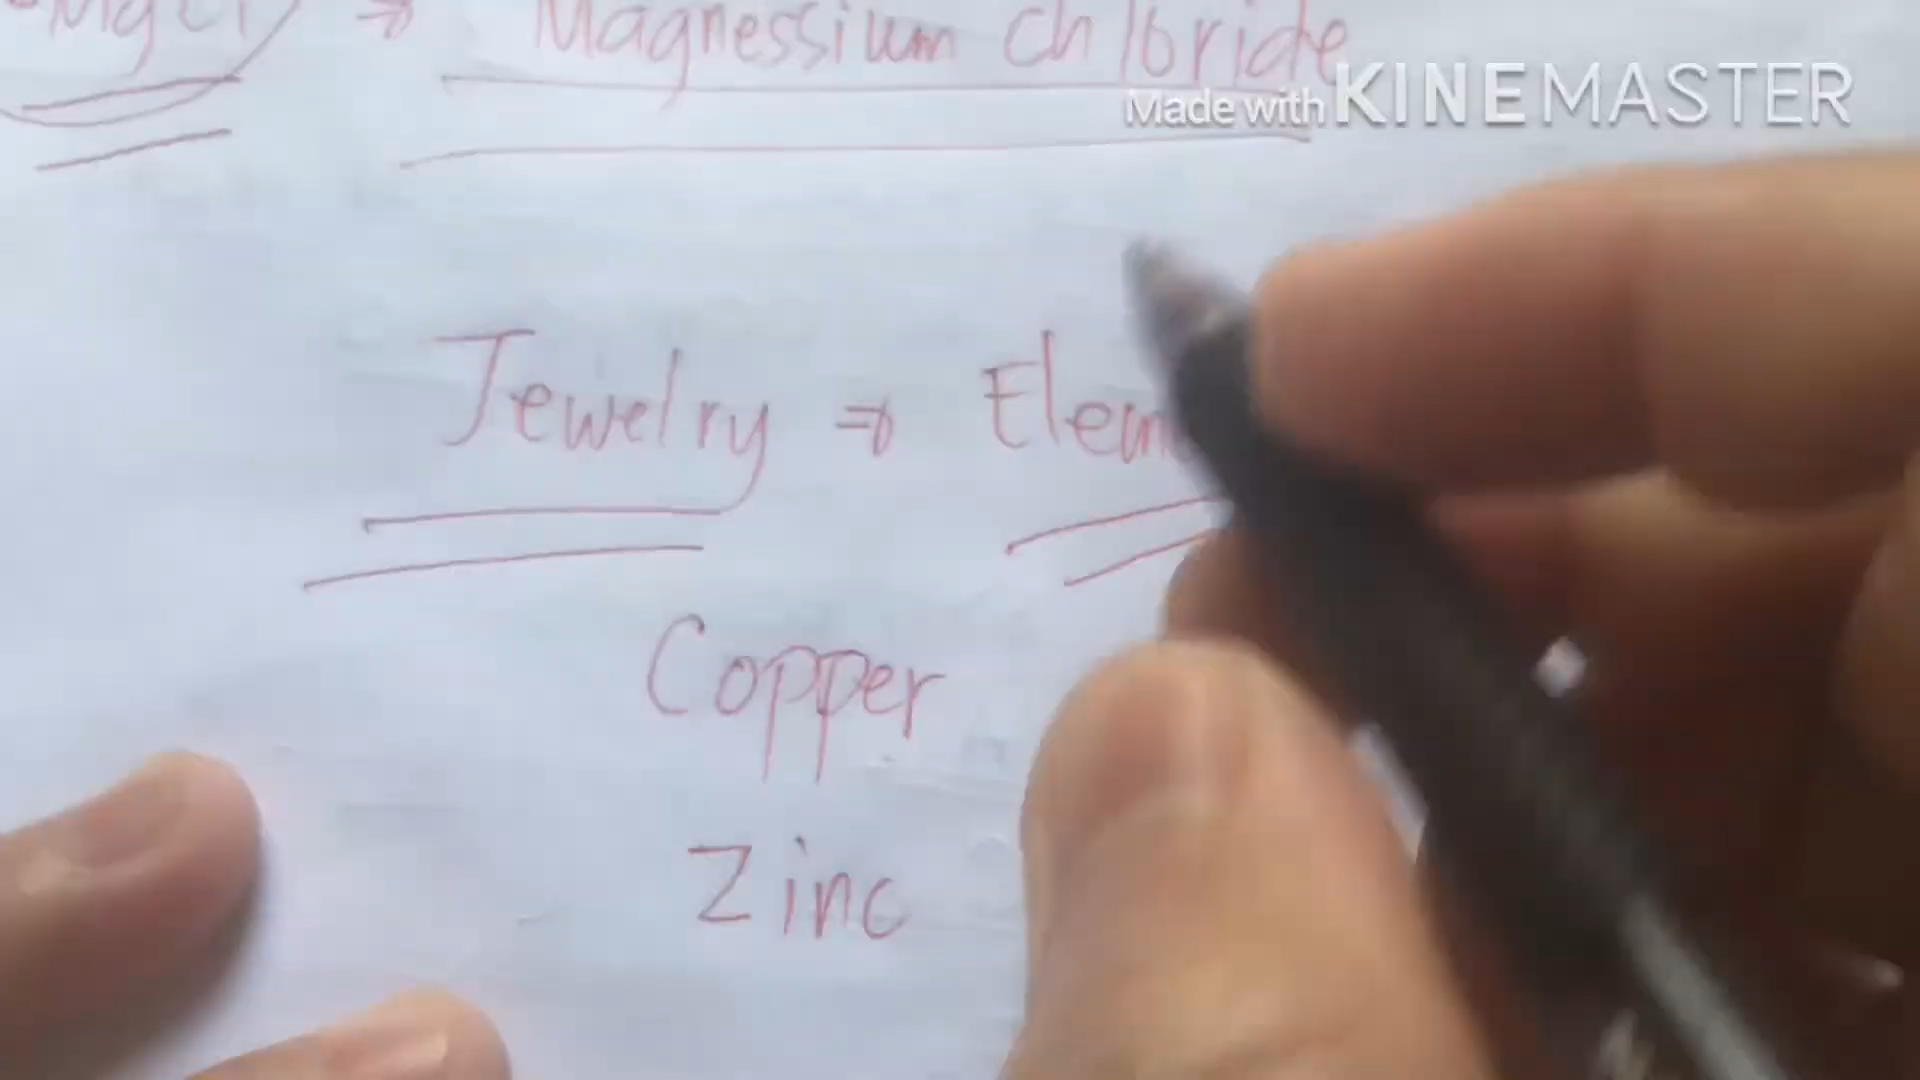 ⇒ Magnessium chloride
Made with KINEMASTER
Jewelry ⇒ Elem
Copper
Zinc